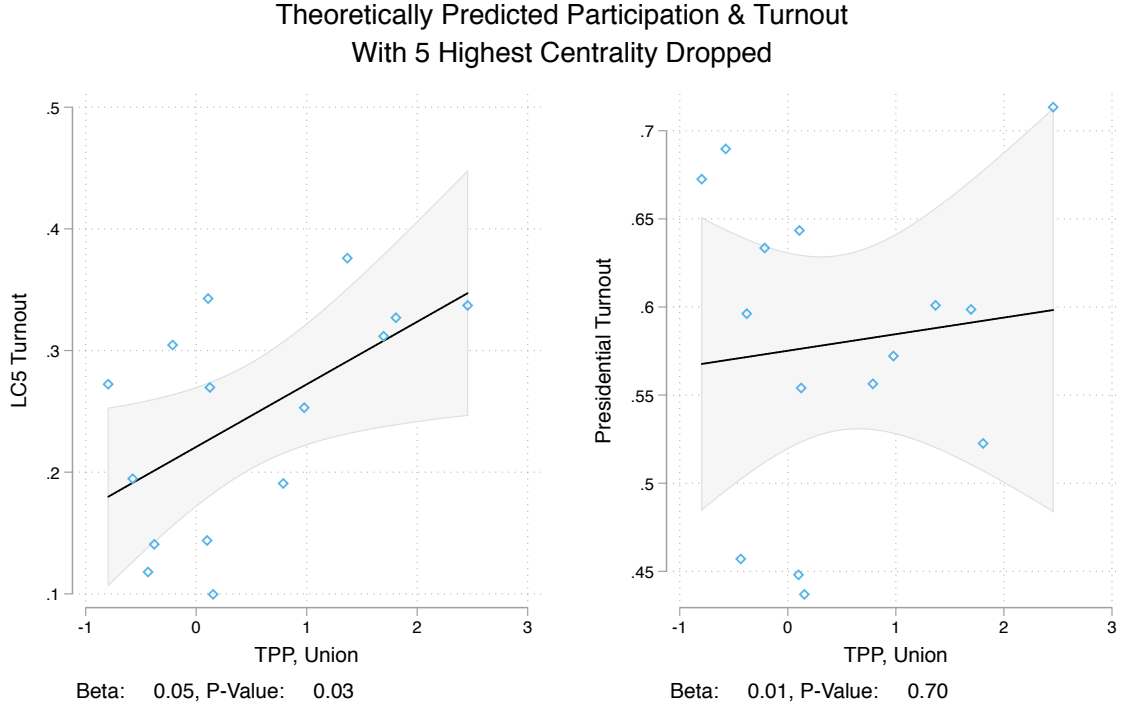 Theoretically Predicted Participation & Turnout
With 5 Highest Centrality Dropped
LC5 Turnout
.5
.4
.3
.2
.1
-1 0 1 2 3
TPP, Union
Beta: 0.05, P-Value: 0.03
Presidential Turnout
.7
.65
.6
.55
.5
.45
-1 0 1 2 3
TPP, Union
Beta: 0.01, P-Value: 0.70